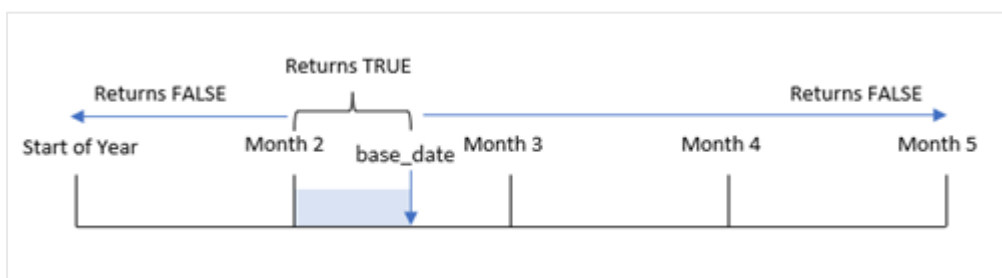 Returns TRUE
Returns FALSE
Returns FALSE
Start of Year
Month 2
base_date
Month 3
Month 4
Month 5